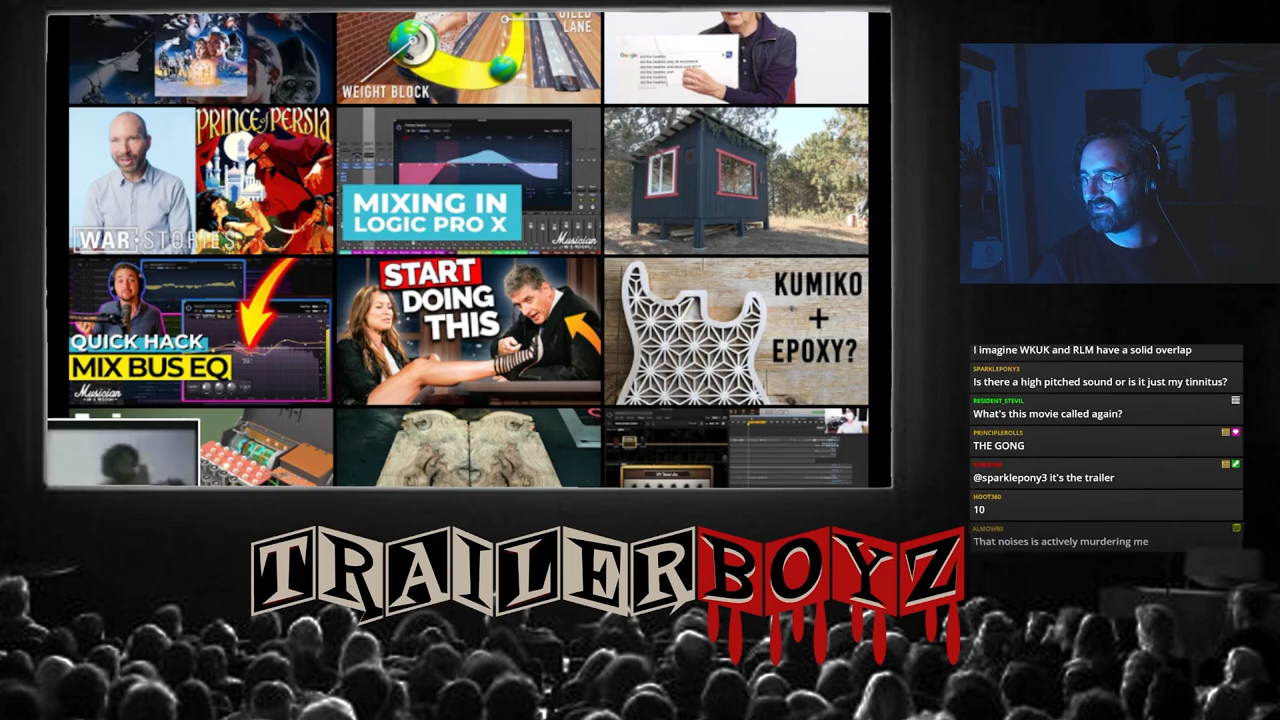 OILED
LANE
WEIGHT BLOCK
Google
PRINCE OF PERSIA
WAR STORIES
MIXING IN
LOGIC PRO X
Musician
QUICK HACK
MIX BUS EQ
Musician
START
DOING
THIS
KUMIKO
+
EPOXY?
TRAILERBOYZ
I imagine WKUK and RLM have a solid overlap
SPARKLEPONY3
Is there a high pitched sound or is it just my tinnitus?
RESIDENT_STEVIL
What's this movie called again?
PRINCIPLEROLLS
THE GONG
@sparklepony3 it's the trailer
HOOT360
10
That noises is actively murdering me